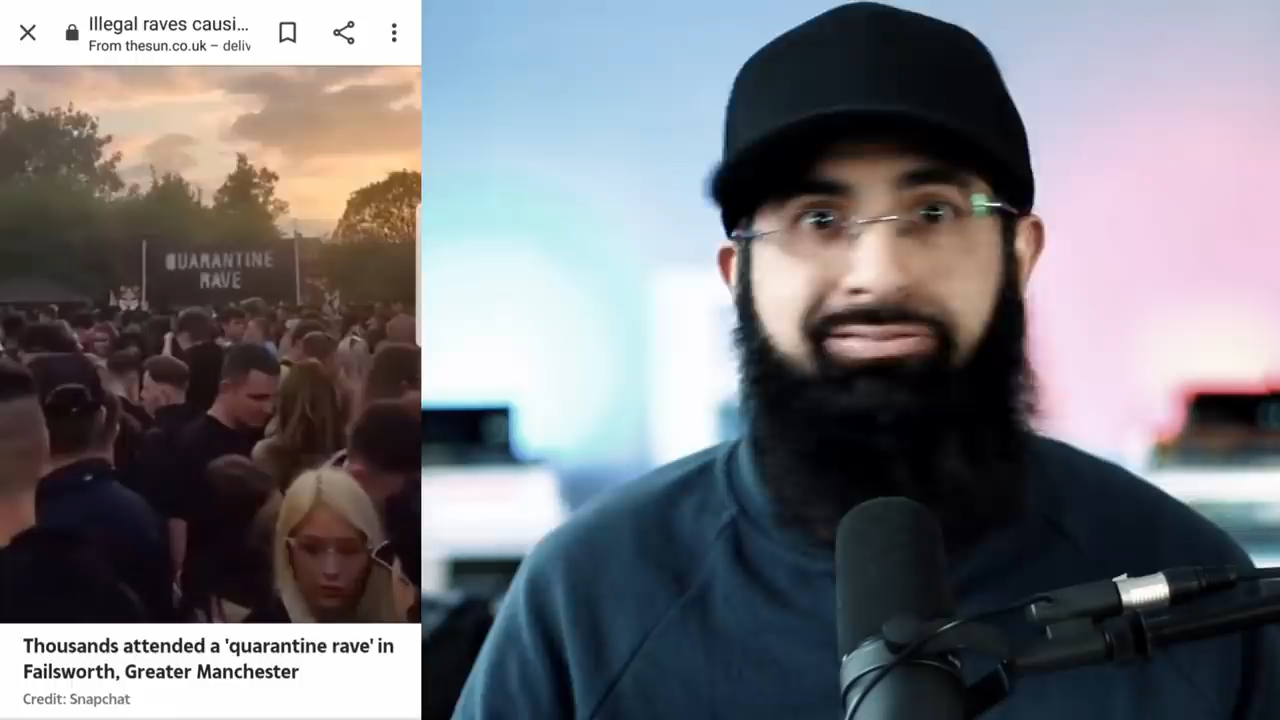 Illegal raves causi...
From thesun.co.uk – deliv
QUARANTINE
RAVE
Thousands attended a 'quarantine rave' in
Failsworth, Greater Manchester
Credit: Snapchat